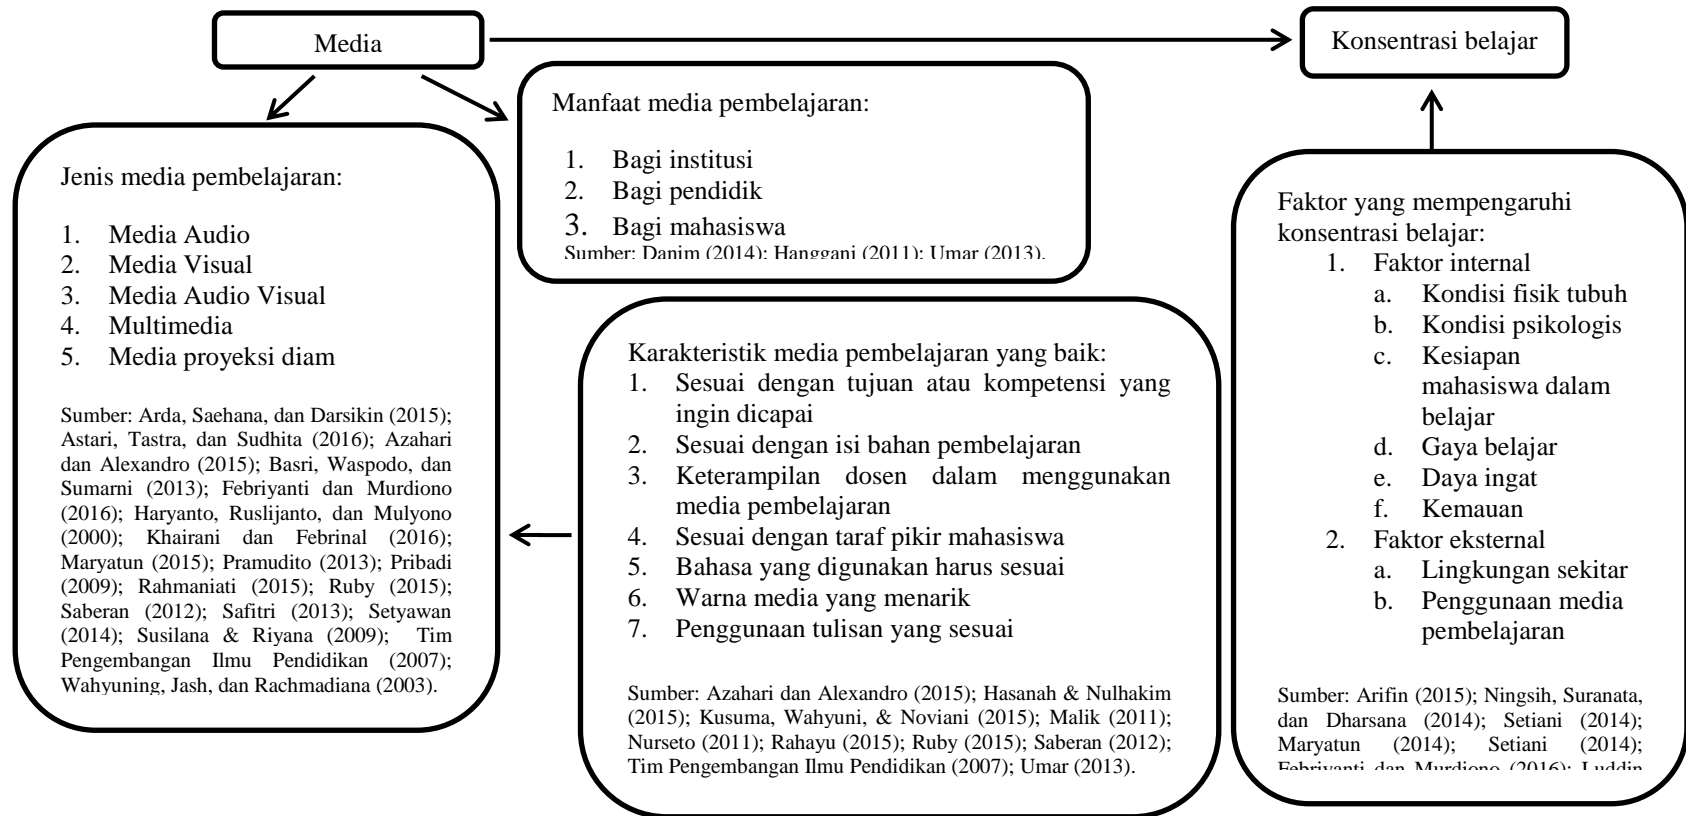 Media
Konsentrasi belajar
Manfaat media pembelajaran:
1. Bagi institusi
2. Bagi pendidik
3. Bagi mahasiswa
Sumber: Danim (2014); Hanggani (2011); Umar (2013).
Jenis media pembelajaran:
1. Media Audio
2. Media Visual
3. Media Audio Visual
4. Multimedia
5. Media proyeksi diam
Sumber: Arda, Saehana, dan Darsikin (2015);
Astari, Tastra, dan Sudhita (2016); Azahari
dan Alexandro (2015); Basri, Waspodo, dan
Sumarni (2013); Febriyanti dan Murdiono
(2016); Haryanto, Ruslijanto, dan Mulyono
(2000); Khairani dan Febrinal (2016);
Maryatun (2015); Pramudito (2013); Pribadi
(2009); Rahmaniati (2015); Ruby (2015);
Saberan (2012); Safitri (2013); Setyawan
(2014); Susilana & Riyana (2009); Tim
Pengembangan Ilmu Pendidikan (2007);
Wahyuning, Jash, dan Rachmadiana (2003).
Karakteristik media pembelajaran yang baik:
1. Sesuai dengan tujuan atau kompetensi yang
ingin dicapai
2. Sesuai dengan isi bahan pembelajaran
3. Keterampilan dosen dalam menggunakan
media pembelajaran
4. Sesuai dengan taraf pikir mahasiswa
5. Bahasa yang digunakan harus sesuai
6. Warna media yang menarik
7. Penggunaan tulisan yang sesuai
Sumber: Azahari dan Alexandro (2015); Hasanah & Nulhakim
(2015); Kusuma, Wahyuni, & Noviani (2015); Malik (2011);
Nurseto (2011); Rahayu (2015); Ruby (2015); Saberan (2012);
Tim Pengembangan Ilmu Pendidikan (2007); Umar (2013).
Faktor yang mempengaruhi
konsentrasi belajar:
1. Faktor internal
a. Kondisi fisik tubuh
b. Kondisi psikologis
c. Kesiapan
mahasiswa dalam
belajar
d. Gaya belajar
e. Daya ingat
f. Kemauan
2. Faktor eksternal
a. Lingkungan sekitar
b. Penggunaan media
pembelajaran
Sumber: Arifin (2015); Ningsih, Suranata,
dan Dharsana (2014); Setiani (2014);
Maryatun (2014); Setiani (2014);
Febriyanti dan Murdiono (2016); Luddin